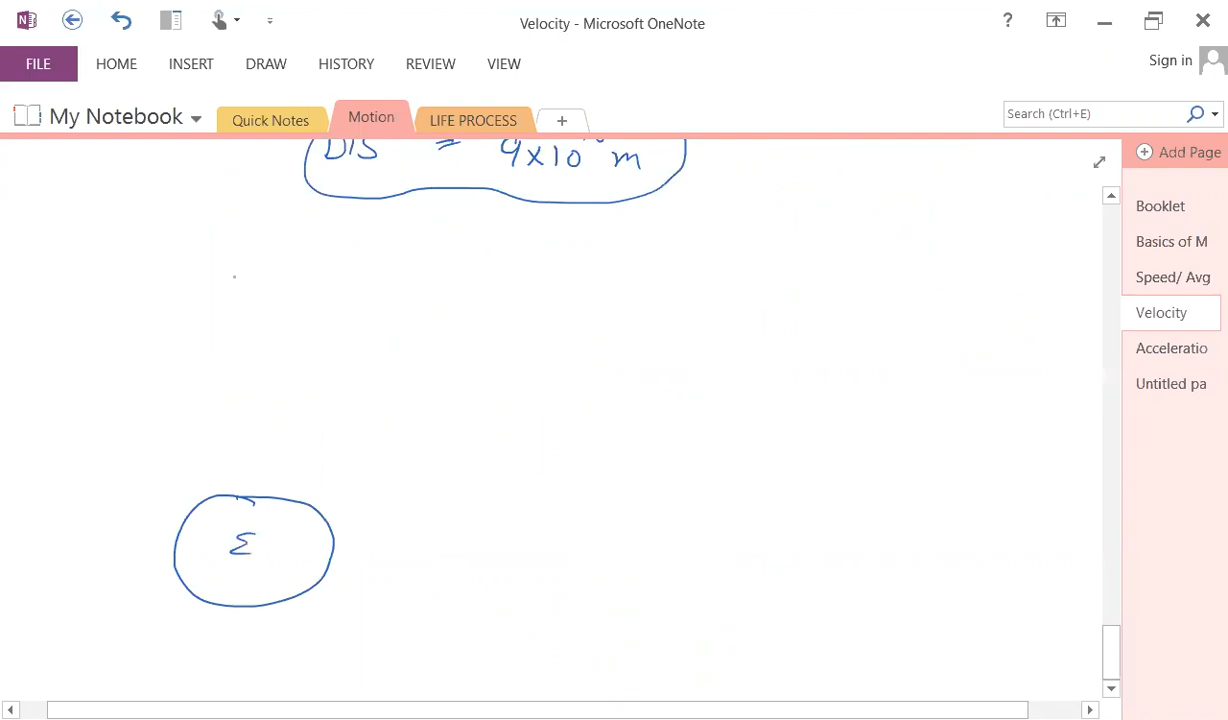 Velocity - Microsoft OneNote
?
Sign in
FILE HOME INSERT DRAW HISTORY REVIEW VIEW
My Notebook
Quick Notes
Motion
LIFE PROCESS
+
Search (Ctrl+E)
Add Page
Booklet
Basics of M
Speed/ Avg
Velocity
Acceleratio
Untitled pa
DIS = 9x10 m
Σ